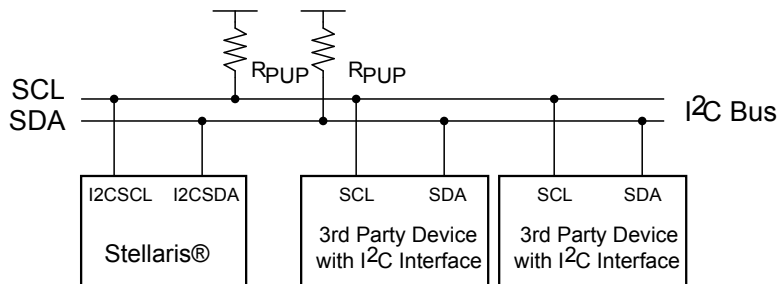 RPUP RPUP
SCL
SDA
I2C Bus
I2CSCL I2CSDA
Stellaris®
SCL SDA
3rd Party Device
with I2C Interface
SCL SDA
3rd Party Device
with I2C Interface